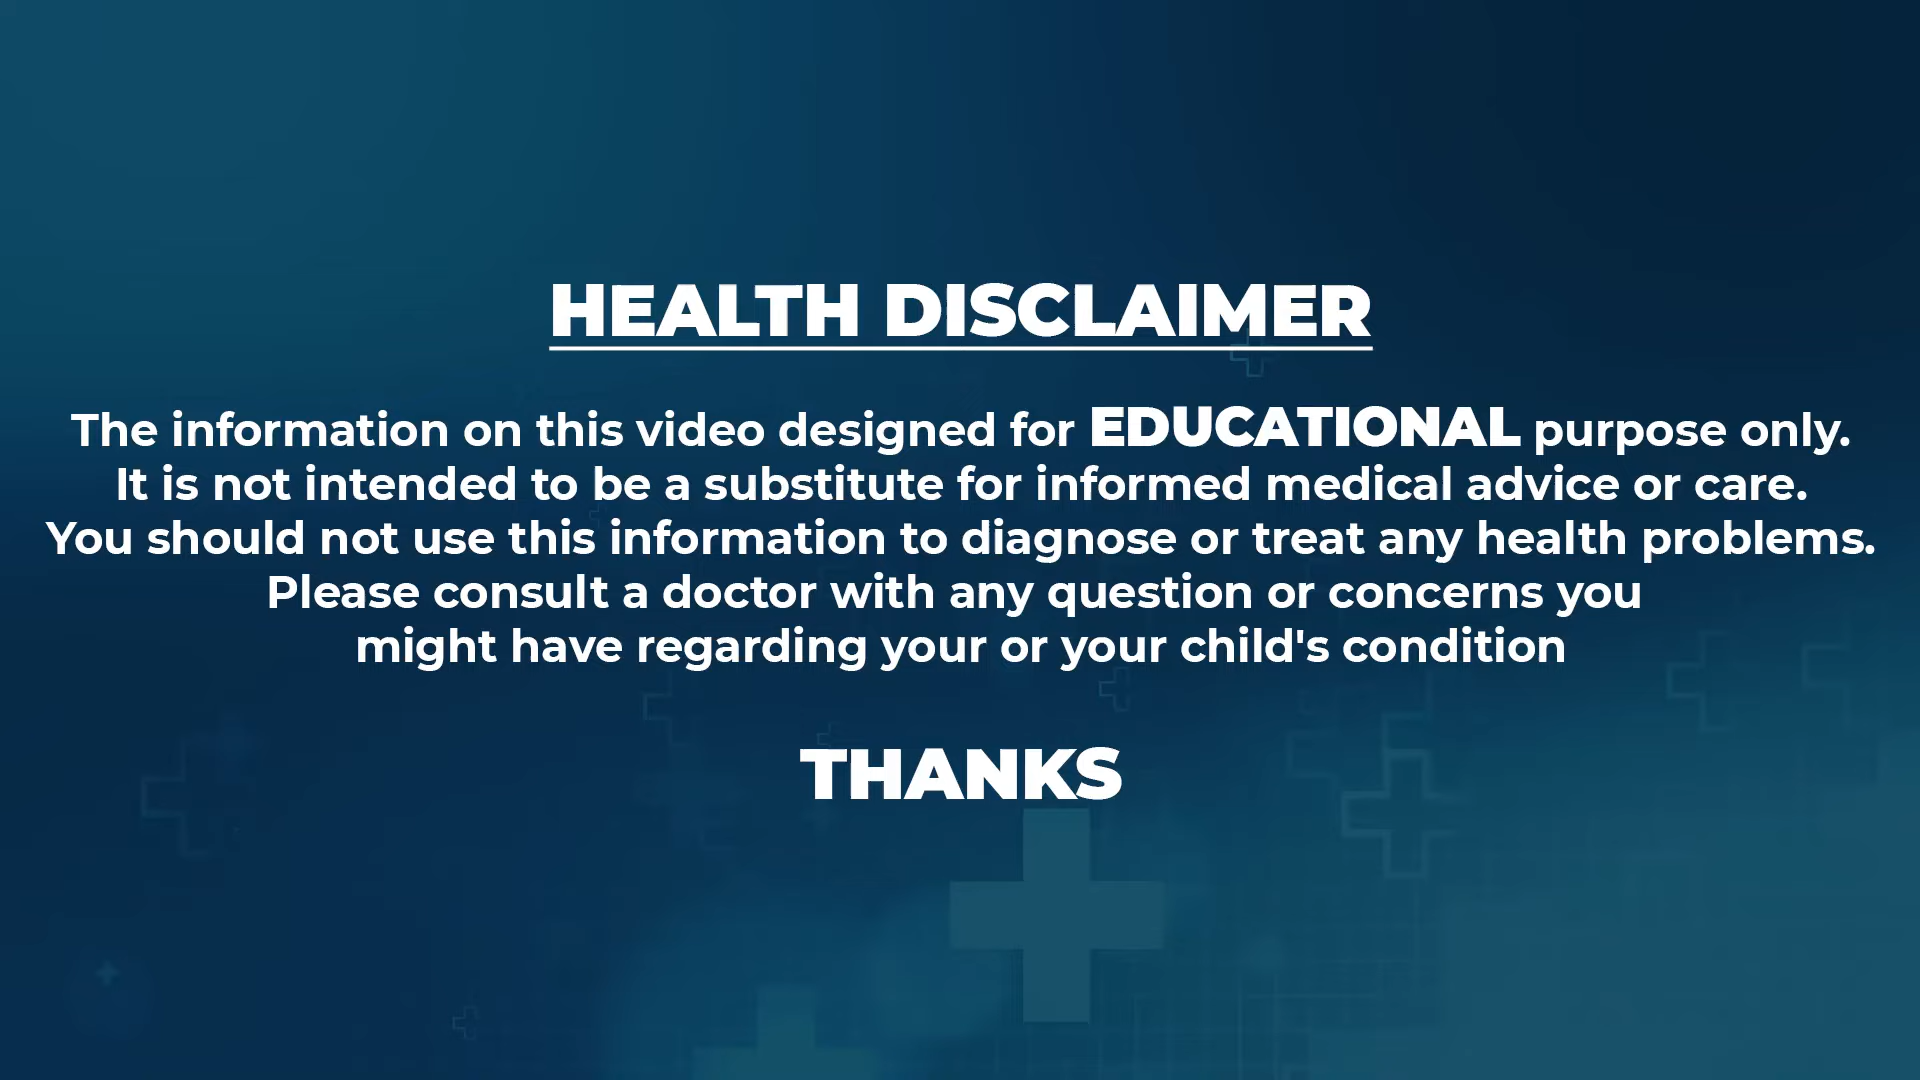 HEALTH DISCLAIMER
The information on this video designed for EDUCATIONAL purpose only.
It is not intended to be a substitute for informed medical advice or care.
You should not use this information to diagnose or treat any health problems.
Please consult a doctor with any question or concerns you
might have regarding your or your child's condition
THANKS